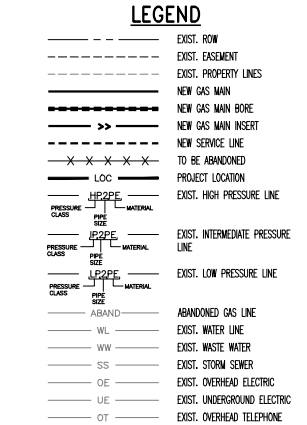 LEGEND
EXIST. ROW
EXIST. EASEMENT
EXIST. PROPERTY LINES
NEW GAS MAIN
NEW GAS MAIN BORE
>> NEW GAS MAIN INSERT
NEW SERVICE LINE
X X X X X TO BE ABANDONED
LOC PROJECT LOCATION
HP2PE EXIST. HIGH PRESSURE LINE
PRESSURE CLASS
PIPE SIZE
MATERIAL
IP2PE EXIST. INTERMEDIATE PRESSURE
LINE
PRESSURE CLASS
PIPE SIZE
MATERIAL
LP2PE EXIST. LOW PRESSURE LINE
PRESSURE CLASS
PIPE SIZE
MATERIAL
ABAND ABANDONED GAS LINE
WL EXIST. WATER LINE
WW EXIST. WASTE WATER
SS EXIST. STORM SEWER
OE EXIST. OVERHEAD ELECTRIC
UE EXIST. UNDERGROUND ELECTRIC
OT EXIST. OVERHEAD TELEPHONE